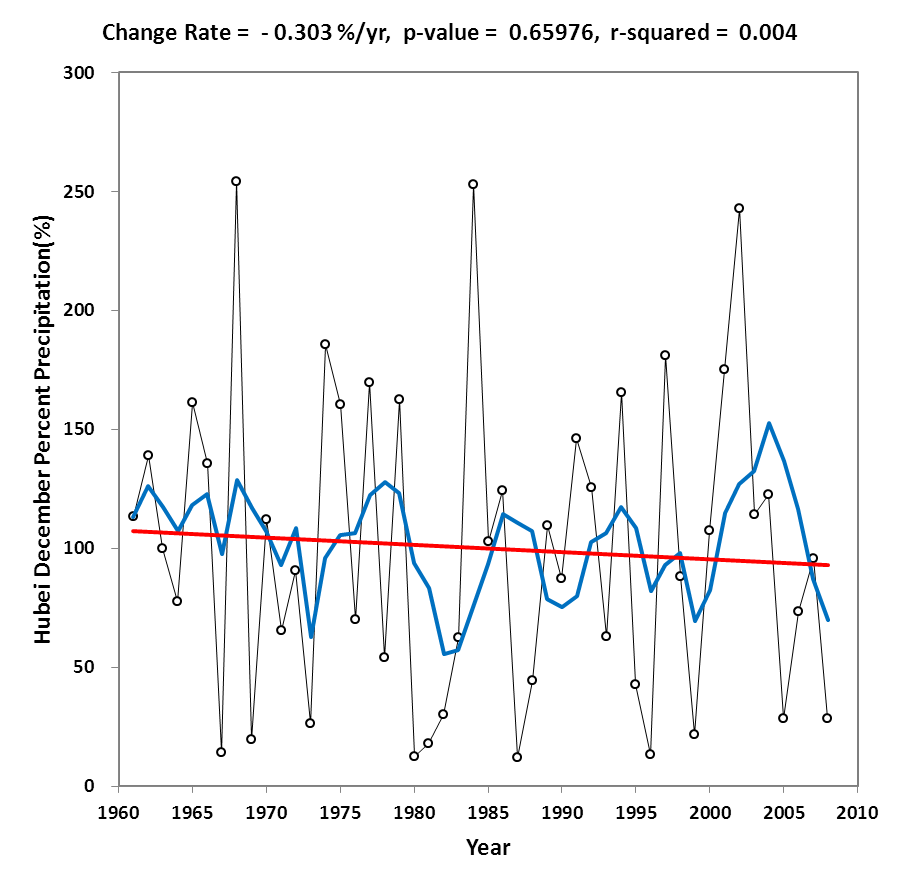 Change Rate =  - 0.303 %/yr,  p-value =  0.65976,  r-squared =  0.004
300
250
200
150
100
50
0
Hubei December Percent Precipitation(%)
1960 1965 1970 1975 1980 1985 1990 1995 2000 2005 2010
Year